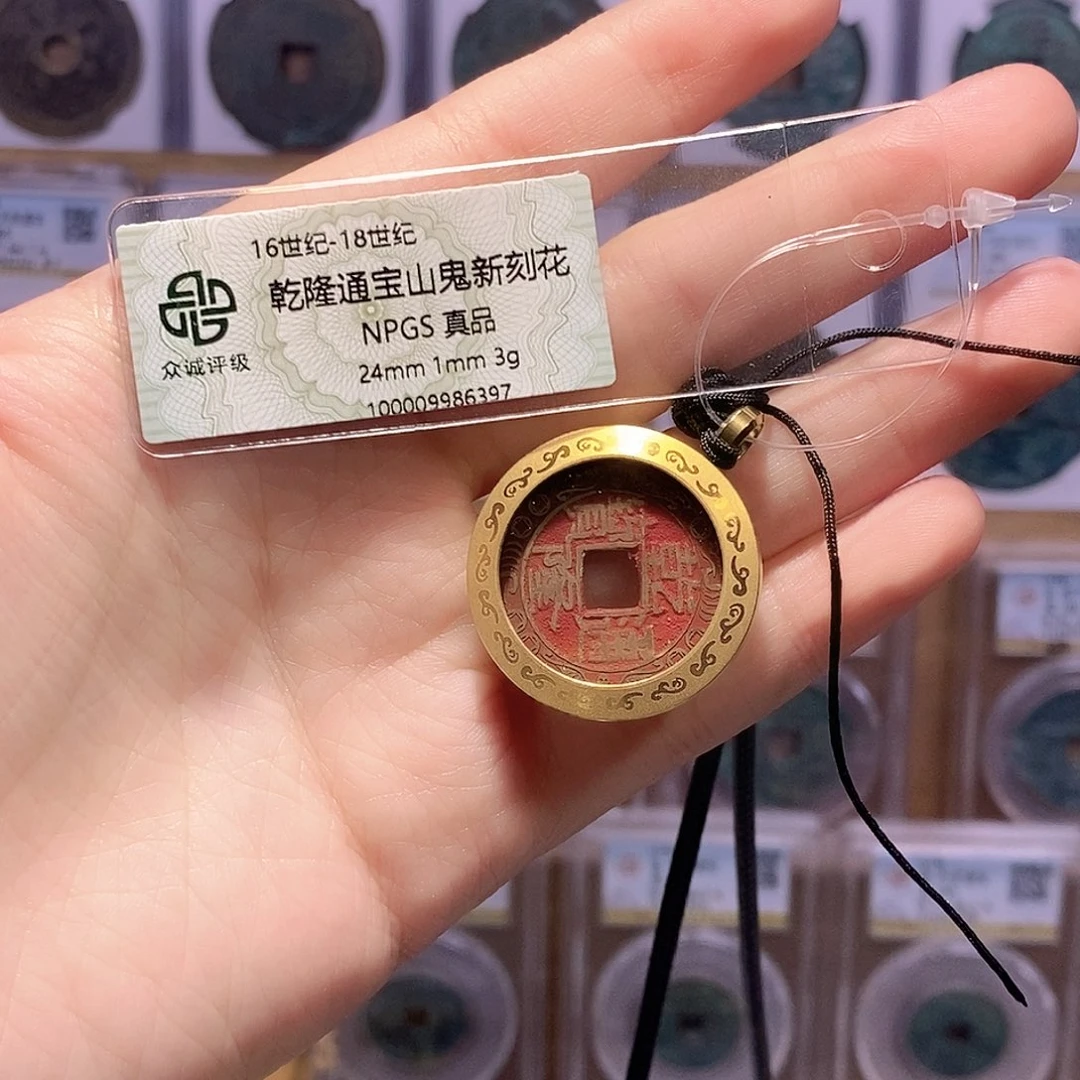 16世纪-18世纪
乾隆通宝山鬼新刻花
NPGS 真品
24mm 1mm 3g
100009986397
众诚评级